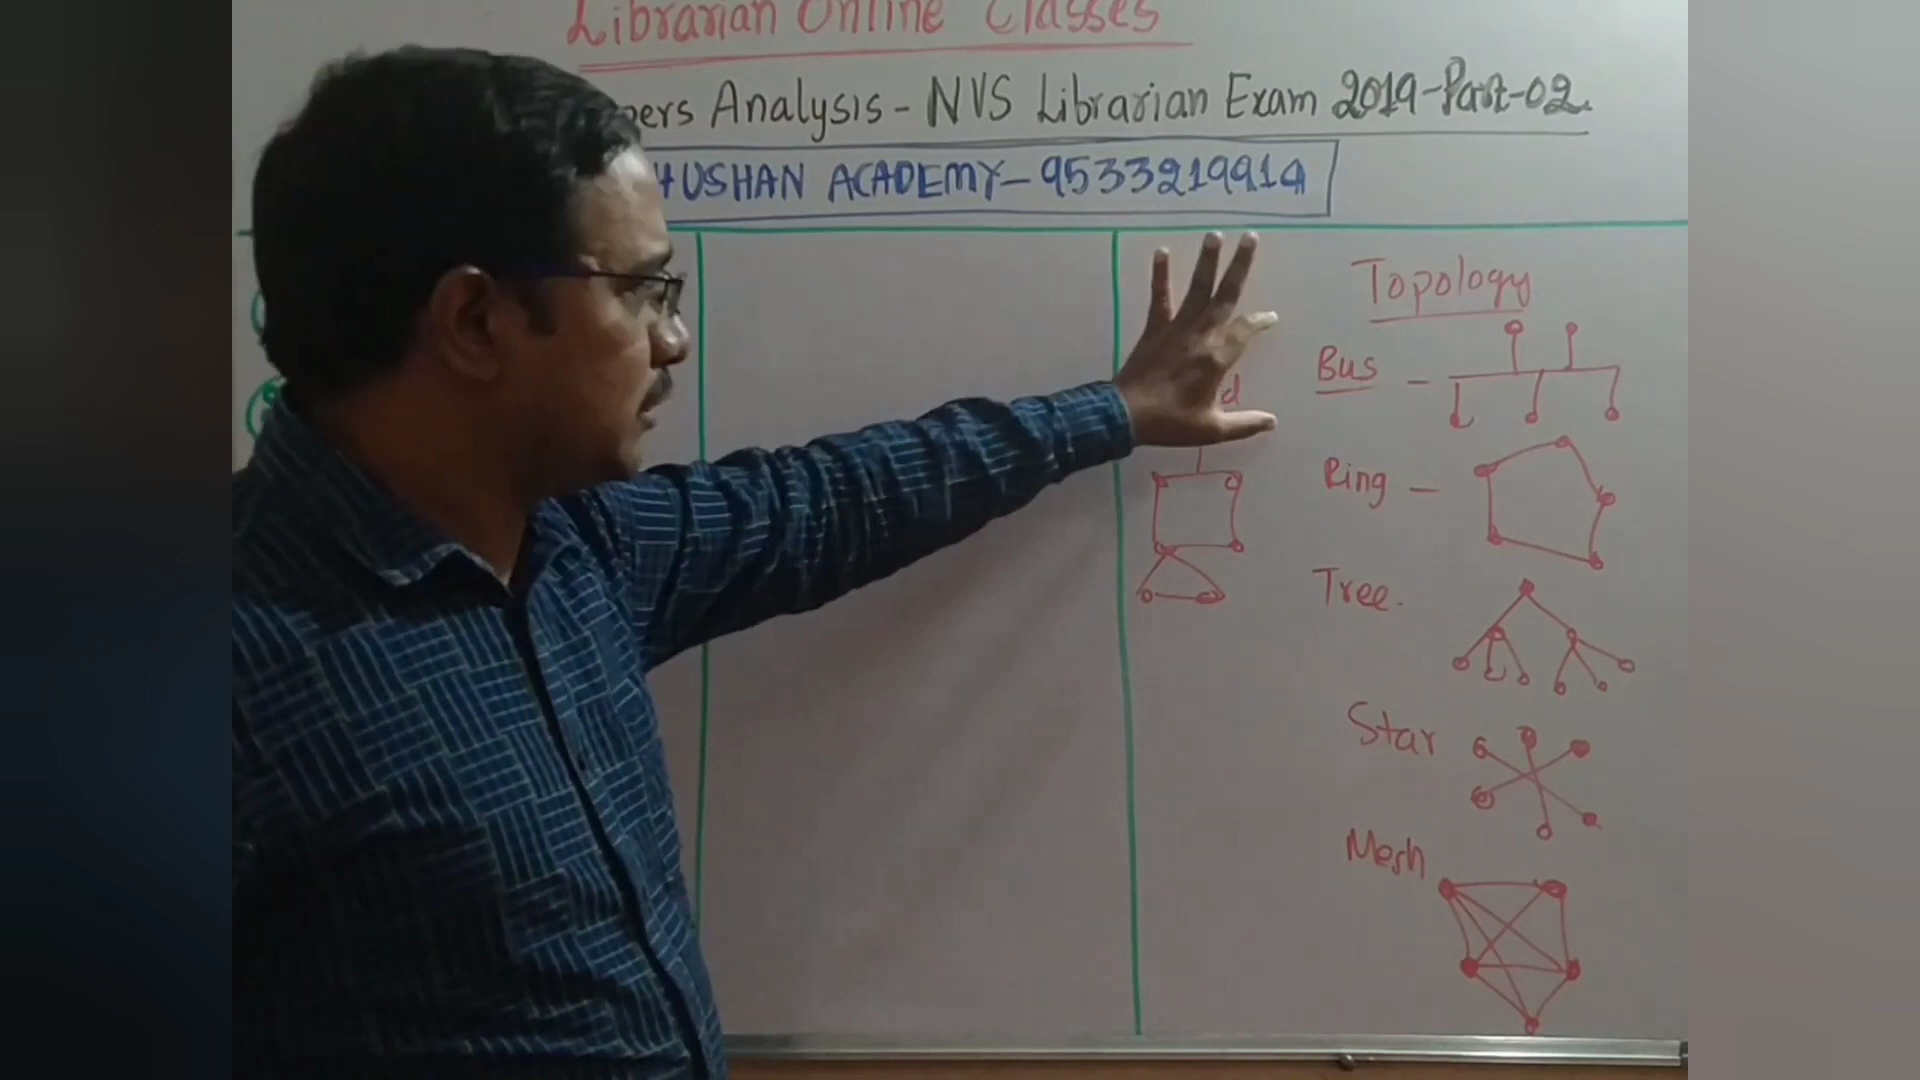 Librarian Online Classes
pers Analysis - NVS Librarian Exam 2019-Part-02.
HUSHAN ACADEMY - 9533219914
Topology
d
Bus -
Ring -
Tree.
Star
Mesh